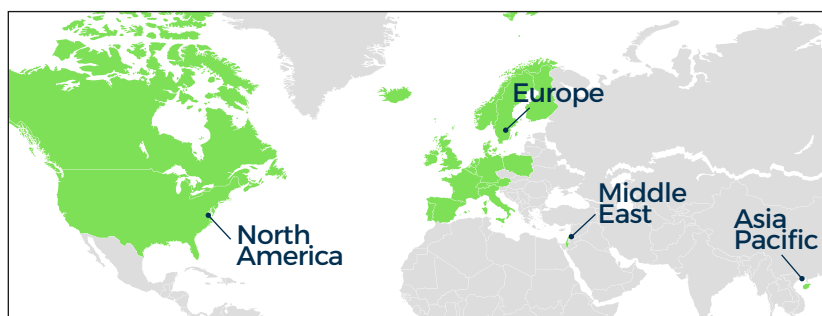 Europe
Middle
East
Asia
Pacific
North
America